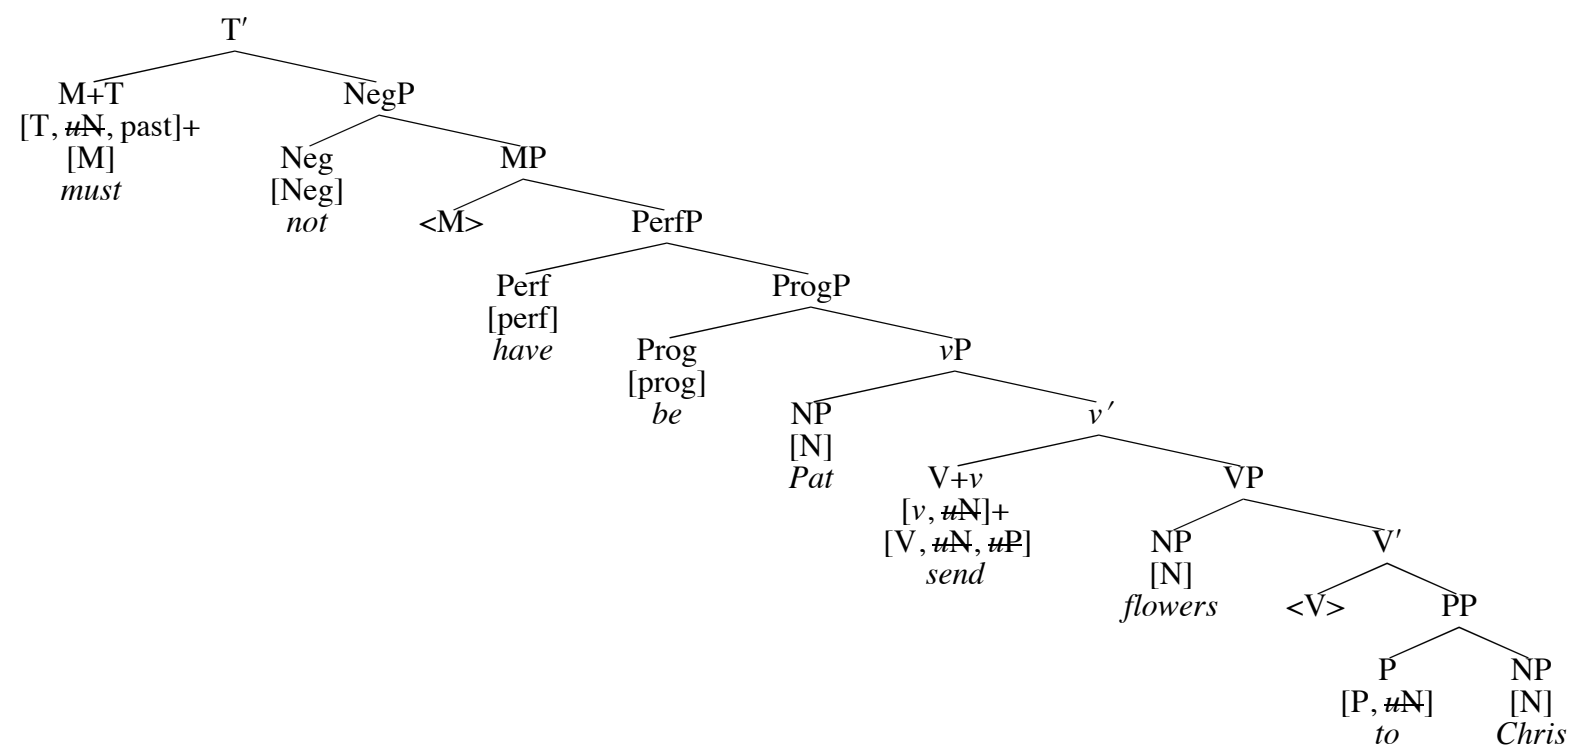 T′
M+T NegP
[T, uN, past]+
[M] Neg MP
must [Neg]
not <M> PerfP
Perf ProgP
[perf]
have Prog vP
[prog]
be NP v′
[N]
Pat V+v VP
[v, uN]+
[V, uN, uP] NP V′
send [N]
flowers <V> PP
P NP
[P, uN] [N]
to Chris